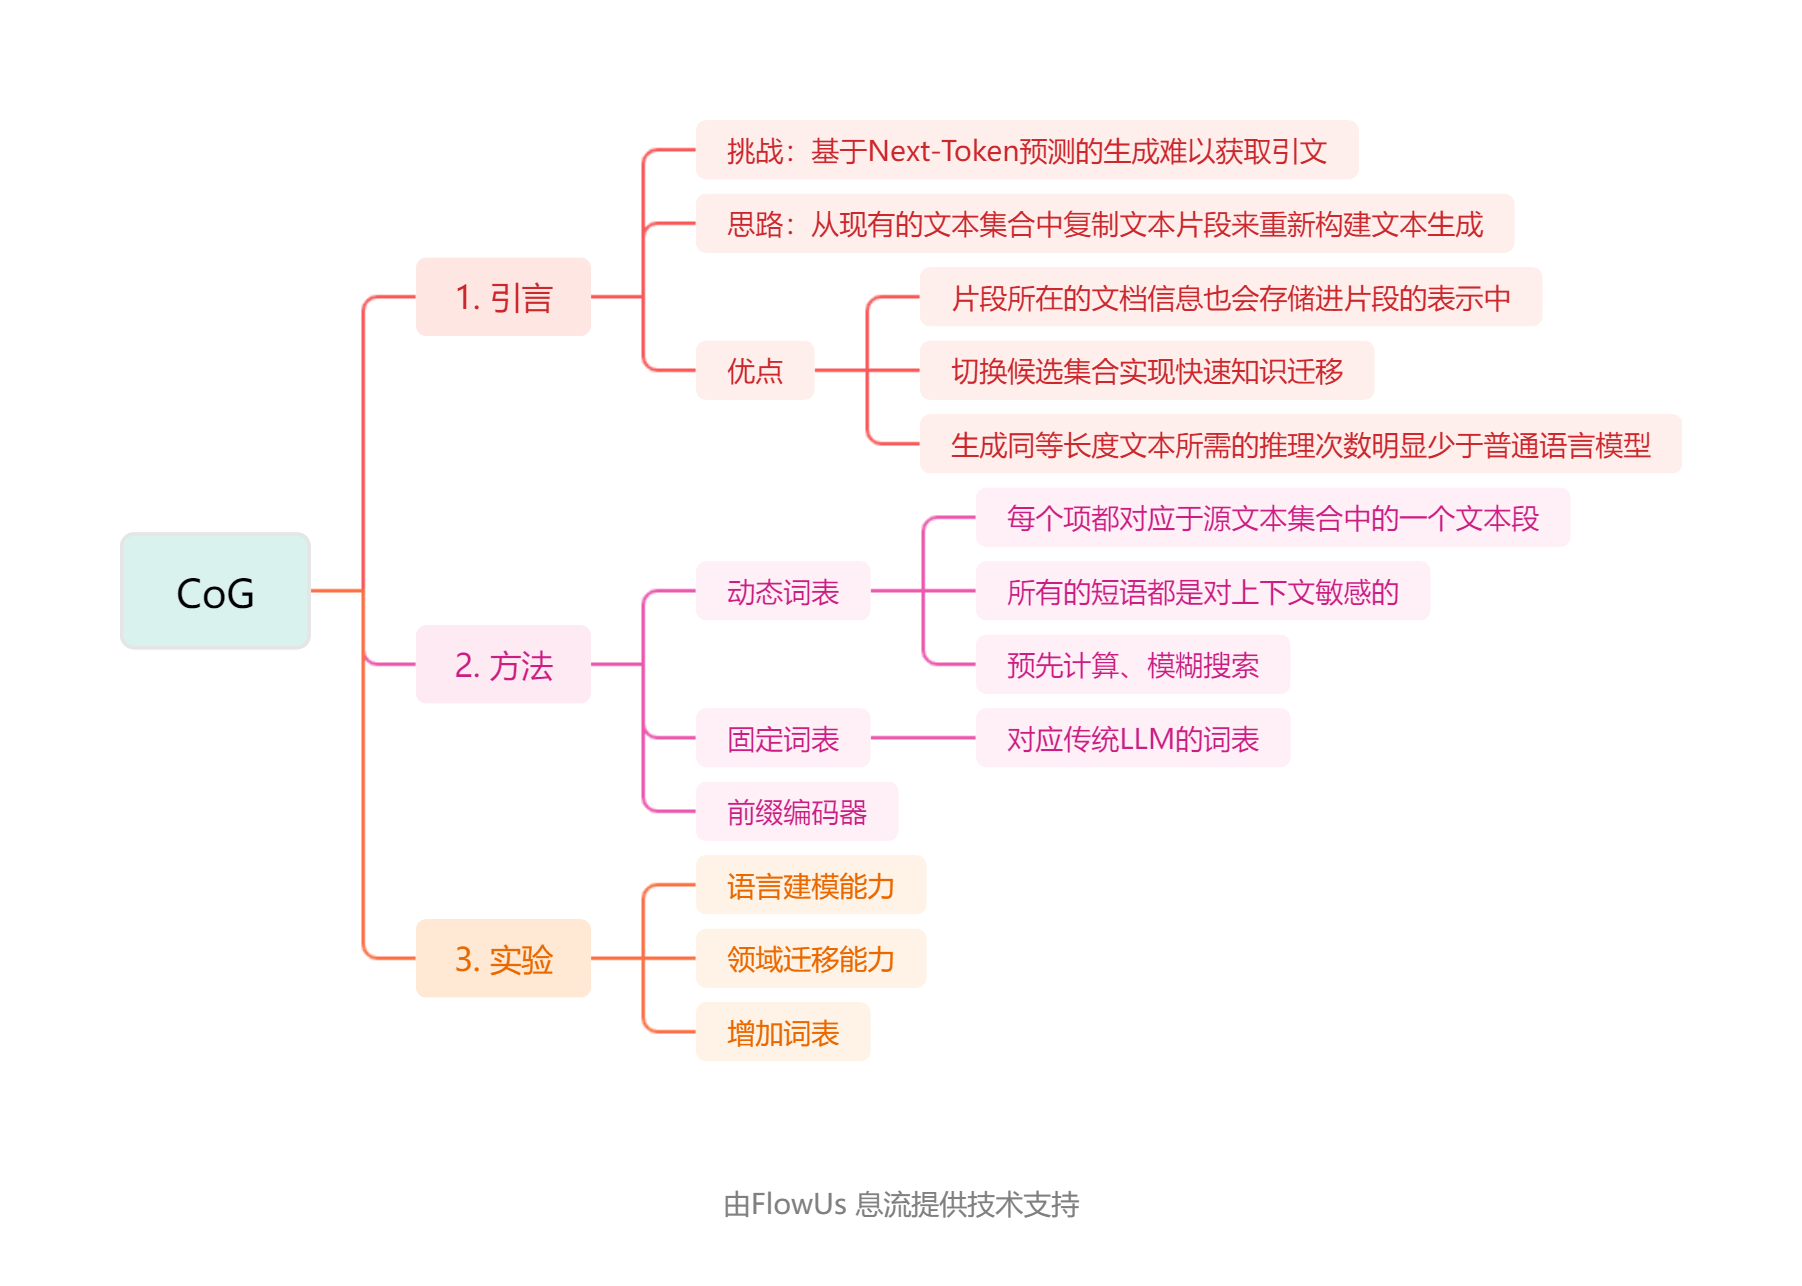 CoG
1. 引言
挑战：基于Next-Token预测的生成难以获取引文
思路：从现有的文本集合中复制文本片段来重新构建文本生成
优点
片段所在的文档信息也会存储进片段的表示中
切换候选集合实现快速知识迁移
生成同等长度文本所需的推理次数明显少于普通语言模型
2. 方法
动态词表
每个项都对应于源文本集合中的一个文本段
所有的短语都是对上下文敏感的
预先计算、模糊搜索
固定词表
对应传统LLM的词表
前缀编码器
3. 实验
语言建模能力
领域迁移能力
增加词表
由FlowUs 息流提供技术支持